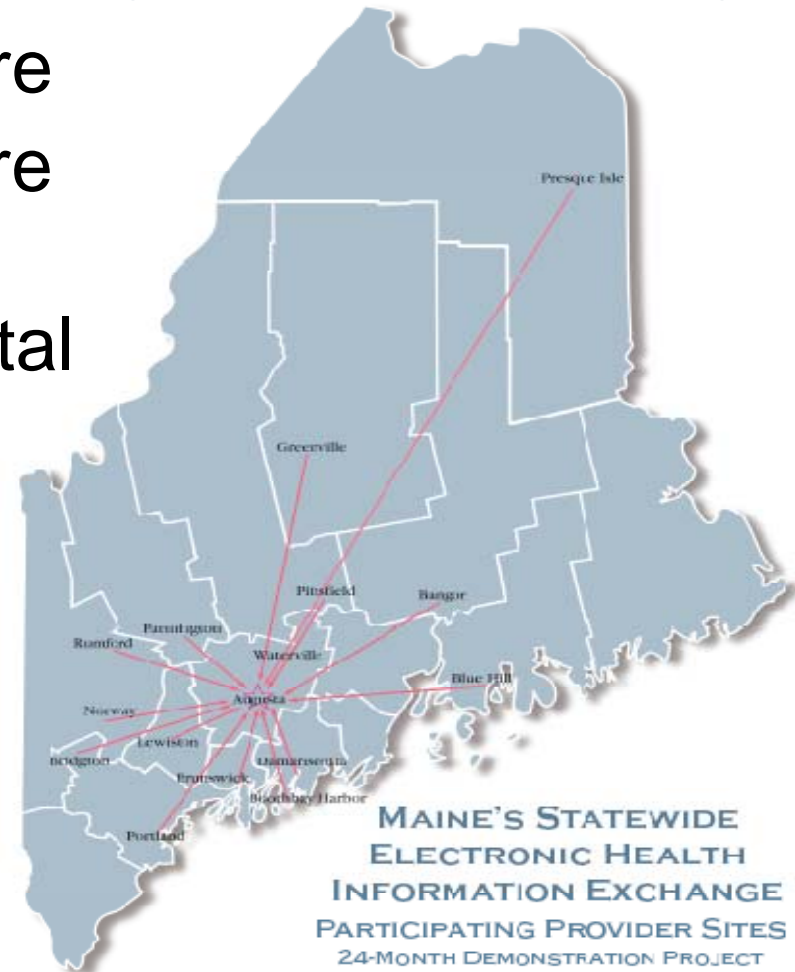 re
re
tal
Presque Isle
Greenville
Pittsfield
Bangor
Farmington
Rumford
Waterville
Blue Hill
Augusta
Norway
Lewiston
Bridgton
Damariscotta
Brunswick
Boothbay Harbor
Portland
MAINE'S STATEWIDE
ELECTRONIC HEALTH
INFORMATION EXCHANGE
PARTICIPATING PROVIDER SITES
24-MONTH DEMONSTRATION PROJECT